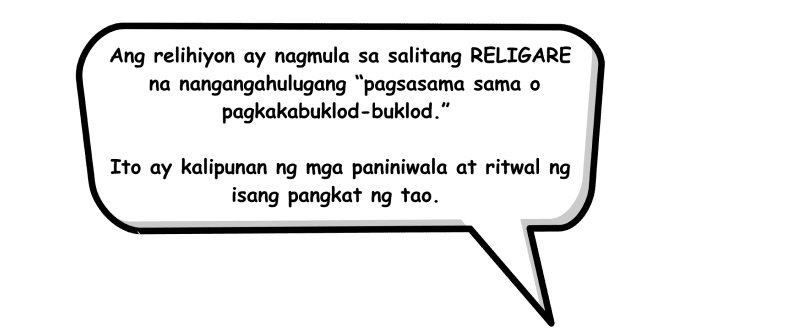 Ang relihiyon ay nagmula sa salitang RELIGARE
na nangangahulugang “pagsasama sama o
pagkakabuklod-buklod.”
Ito ay kalipunan ng mga paniniwala at ritwal ng
isang pangkat ng tao.